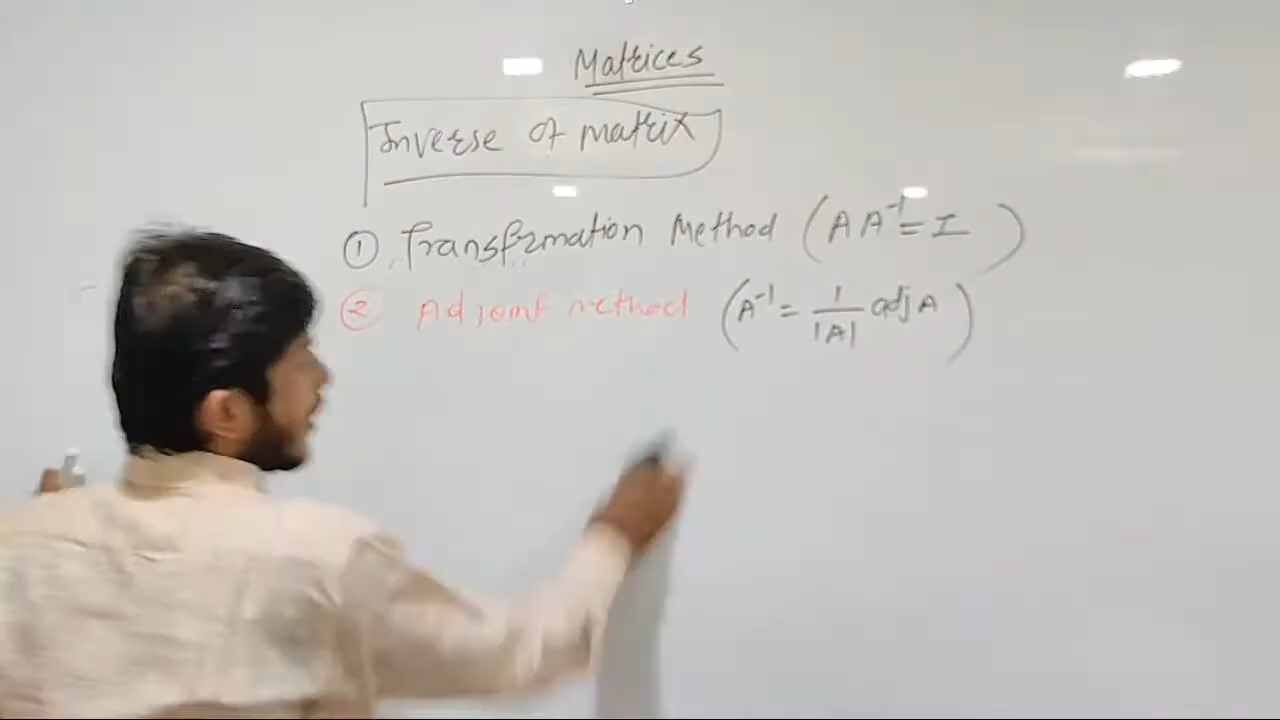 Matrices
Inverse of matrix
① Transformation Method (A A⁻¹ = I )
② Adjoint method (A⁻¹ = 1/|A| adj A )